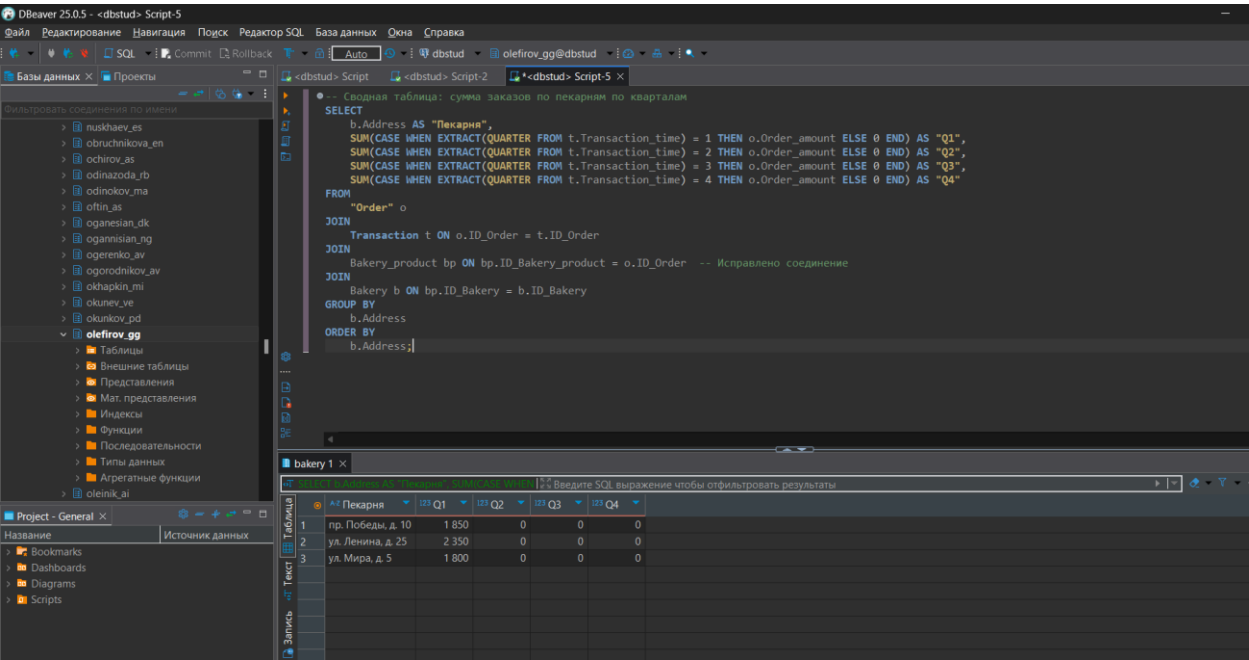 DBeaver 25.0.5 - <dbstud> Script-5
Файл Редактирование Навигация Поиск Редактор SQL База данных Окна Справка
SQL Commit Rollback Auto dbstud olefirov_gg@dbstud
Базы данных Проекты
Фильтровать соединения по имени
nuskhaev_es
obruchnikova_en
ochirov_as
odinazoda_rb
odinokov_ma
oftin_as
oganesian_dk
ogannisian_ng
ogerenko_av
ogorodnikov_av
okhapkin_mi
okunev_ve
okunkov_pd
olefirov_gg
Таблицы
Внешние таблицы
Представления
Мат. представления
Индексы
Функции
Последовательности
Типы данных
Агрегатные функции
oleinik_ai
Project - General
Название Источник данных
Bookmarks
Dashboards
Diagrams
Scripts
<dbstud> Script <dbstud> Script-2 *<dbstud> Script-5
-- Сводная таблица: сумма заказов по пекарням по кварталам
SELECT
b.Address AS "Пекарня",
SUM(CASE WHEN EXTRACT(QUARTER FROM t.Transaction_time) = 1 THEN o.Order_amount ELSE 0 END) AS "Q1",
SUM(CASE WHEN EXTRACT(QUARTER FROM t.Transaction_time) = 2 THEN o.Order_amount ELSE 0 END) AS "Q2",
SUM(CASE WHEN EXTRACT(QUARTER FROM t.Transaction_time) = 3 THEN o.Order_amount ELSE 0 END) AS "Q3",
SUM(CASE WHEN EXTRACT(QUARTER FROM t.Transaction_time) = 4 THEN o.Order_amount ELSE 0 END) AS "Q4"
FROM
"Order" o
JOIN
Transaction t ON o.ID_Order = t.ID_Order
JOIN
Bakery_product bp ON bp.ID_Bakery_product = o.ID_Order -- Исправлено соединение
JOIN
Bakery b ON bp.ID_Bakery = b.ID_Bakery
GROUP BY
b.Address
ORDER BY
b.Address;
bakery 1
SELECT b.Address AS "Пекарня", SUM(CASE WHEN Введите SQL выражение чтобы отфильтровать результаты
Таблица
Текст
Запись
A-Z Пекарня 123 Q1 123 Q2 123 Q3 123 Q4
1 пр. Победы, д. 10 1 850 0 0 0
2 ул. Ленина, д. 25 2 350 0 0 0
3 ул. Мира, д. 5 1 800 0 0 0